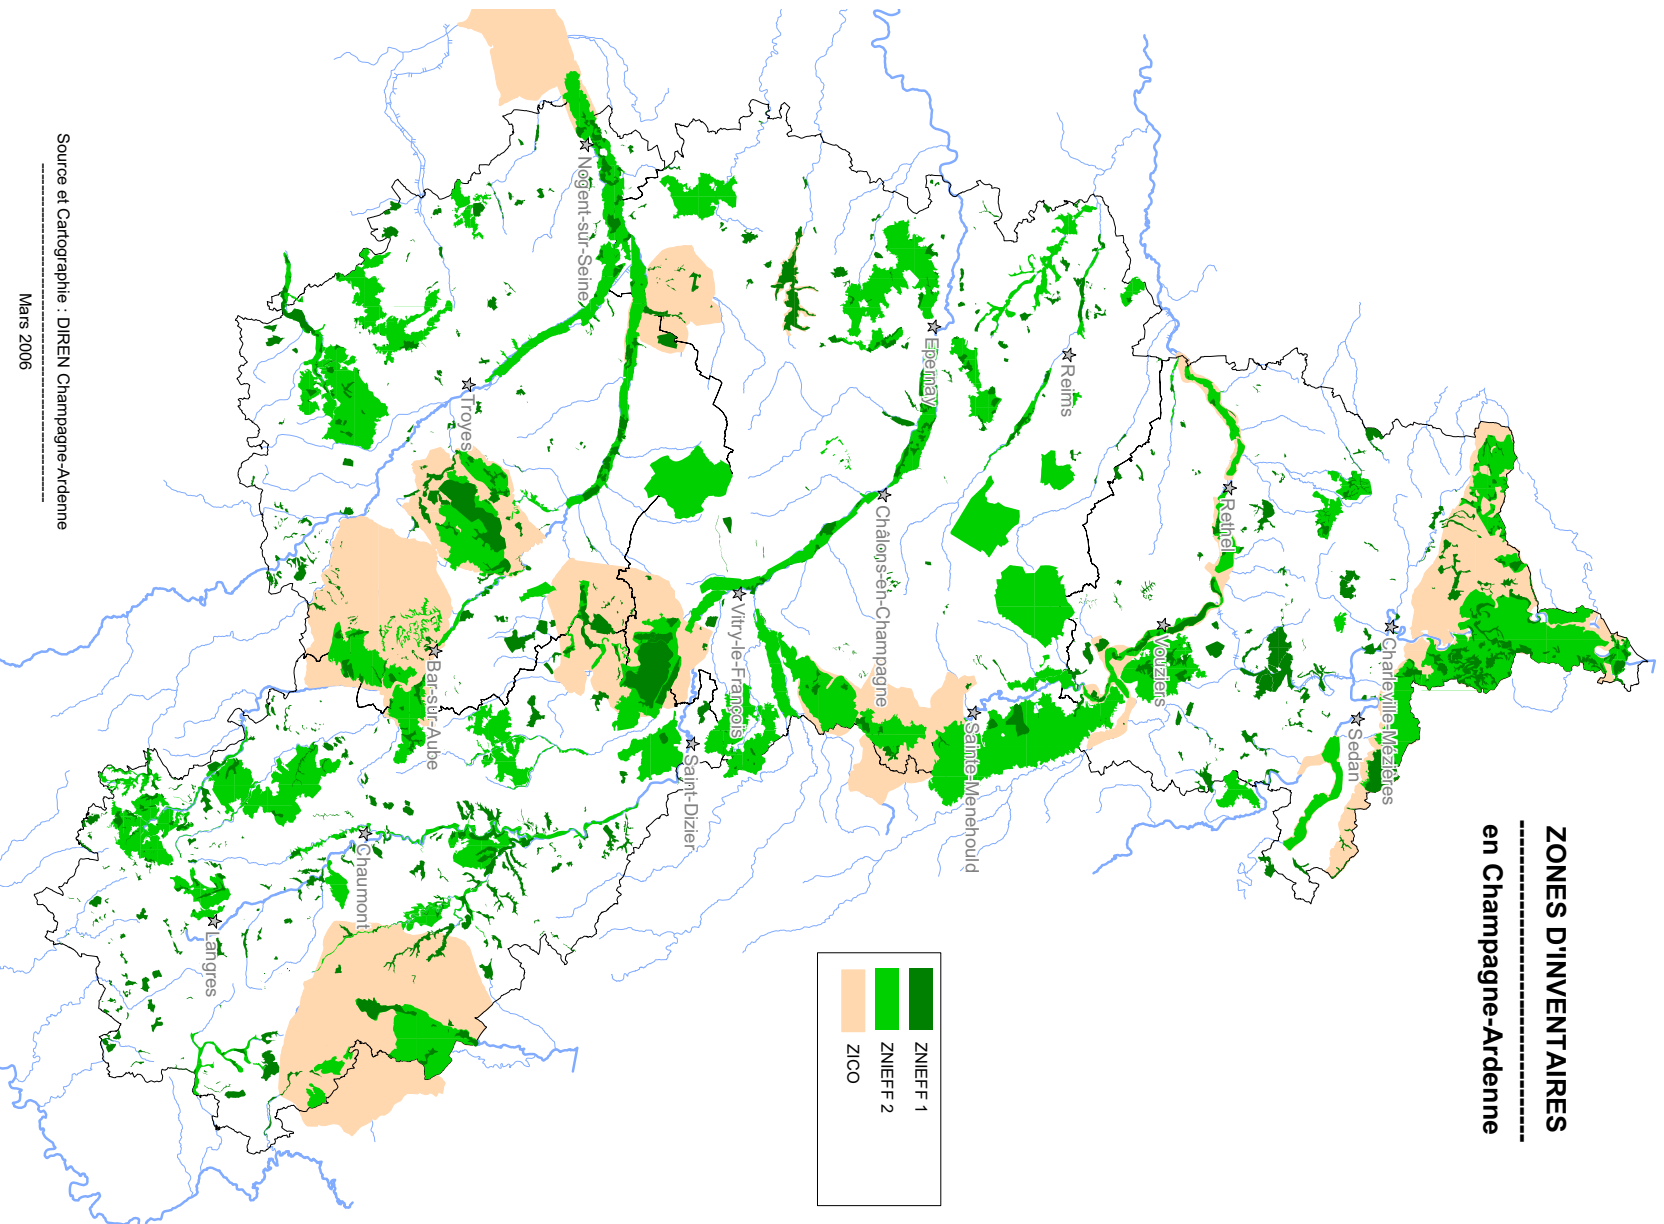 ZONES D'INVENTAIRES
en Champagne-Ardenne
Charleville-Mézières
Sedan
Rethel
Vouziers
Reims
Sainte-Menehould
Epernay
Châlons-en-Champagne
Vitry-le-François
Saint-Dizier
Nogent-sur-Seine
Troyes
Bar-sur-Aube
Chaumont
Langres
ZNIEFF 1
ZNIEFF 2
ZICO
Source et Cartographie : DIREN Champagne-Ardenne
Mars 2006